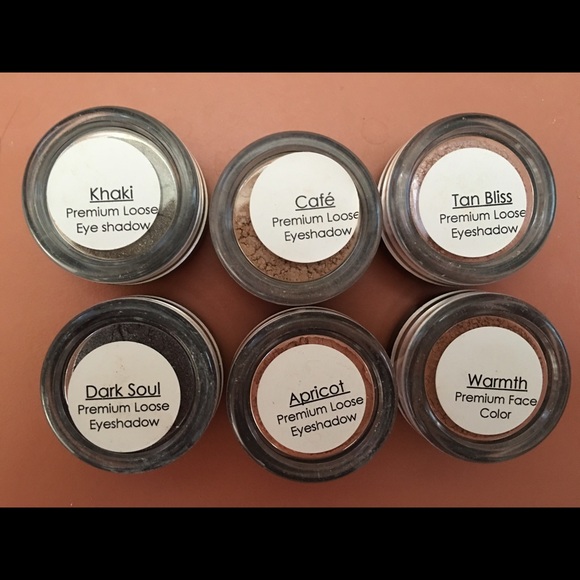 Khaki
Premium Loose
Eye shadow
Café
Premium Loose
Eyeshadow
Tan Bliss
Premium Loose
Eyeshadow
Dark Soul
Premium Loose
Eyeshadow
Apricot
Premium Loose
Eyeshadow
Warmth
Premium Face
Color